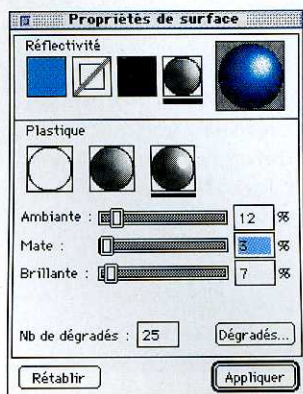 Propriétés de surface
Réflectivité
Plastique
Ambiante : 12 %
Mate : 3 %
Brillante : 7 %
Nb de dégradés : 25 Dégradés...
Rétablir Appliquer